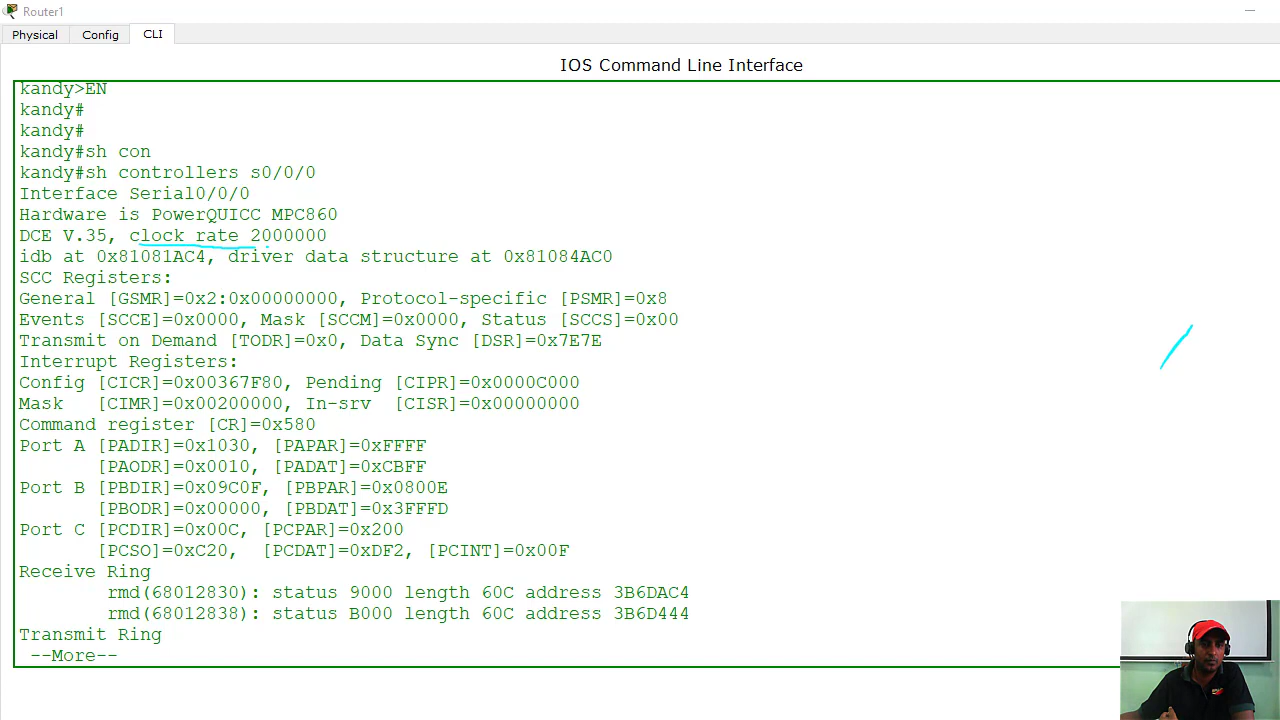 Router1
Physical Config CLI
IOS Command Line Interface
kandy>EN
kandy#
kandy#
kandy#sh con
kandy#sh controllers s0/0/0
Interface Serial0/0/0
Hardware is PowerQUICC MPC860
DCE V.35, clock rate 2000000
idb at 0x81081AC4, driver data structure at 0x81084AC0
SCC Registers:
General [GSMR]=0x2:0x00000000, Protocol-specific [PSMR]=0x8
Events [SCCE]=0x0000, Mask [SCCM]=0x0000, Status [SCCS]=0x00
Transmit on Demand [TODR]=0x0, Data Sync [DSR]=0x7E7E
Interrupt Registers:
Config [CICR]=0x00367F80, Pending [CIPR]=0x0000C000
Mask   [CIMR]=0x00200000, In-srv  [CISR]=0x00000000
Command register [CR]=0x580
Port A [PADIR]=0x1030, [PAPAR]=0xFFFF
[PAODR]=0x0010, [PADAT]=0xCBFF
Port B [PBDIR]=0x09C0F, [PBPAR]=0x0800E
[PBODR]=0x00000, [PBDAT]=0x3FFFD
Port C [PCDIR]=0x00C, [PCPAR]=0x200
[PCSO]=0xC20,  [PCDAT]=0xDF2, [PCINT]=0x00F
Receive Ring
rmd(68012830): status 9000 length 60C address 3B6DAC4
rmd(68012838): status B000 length 60C address 3B6D444
Transmit Ring
--More--